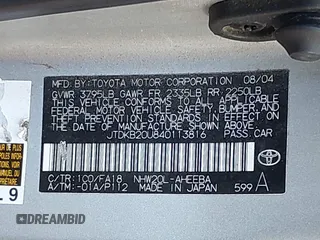 MFD. BY: TOYOTA MOTOR CORPORATION 08/04
GVWR 3795LB GAWR FR 2335LB RR 2250LB
THIS VEHICLE CONFORMS TO ALL APPLICABLE
FEDERAL MOTOR VEHICLE SAFETY, BUMPER,
AND THEFT PREVENTION STANDARDS IN EFFECT
ON THE DATE OF MANUFACTURE SHOWN ABOVE.
JTDKB20U840113816 PASS.CAR
C/TR: 1C0/FA18 NHW20L-AHEEBA
A/TM: -01A/P112 MADE IN JAPAN
599 A
TOYOTA
L 9
DREAMBID